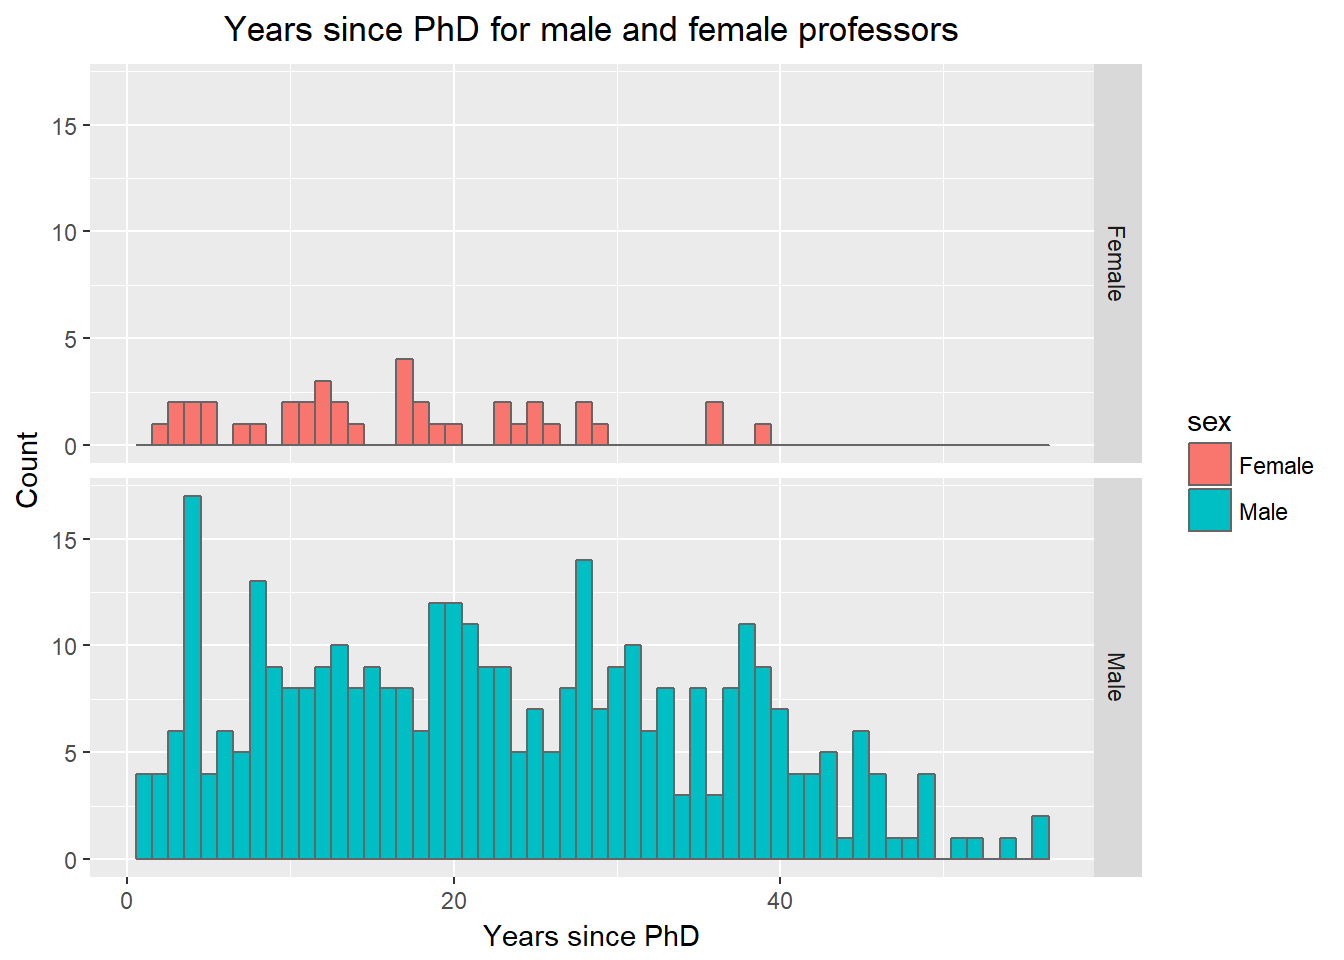 Years since PhD for male and female professors
15
10
5
0
Female
15
10
5
0
Male
Count
0 20 40
Years since PhD
sex
Female
Male